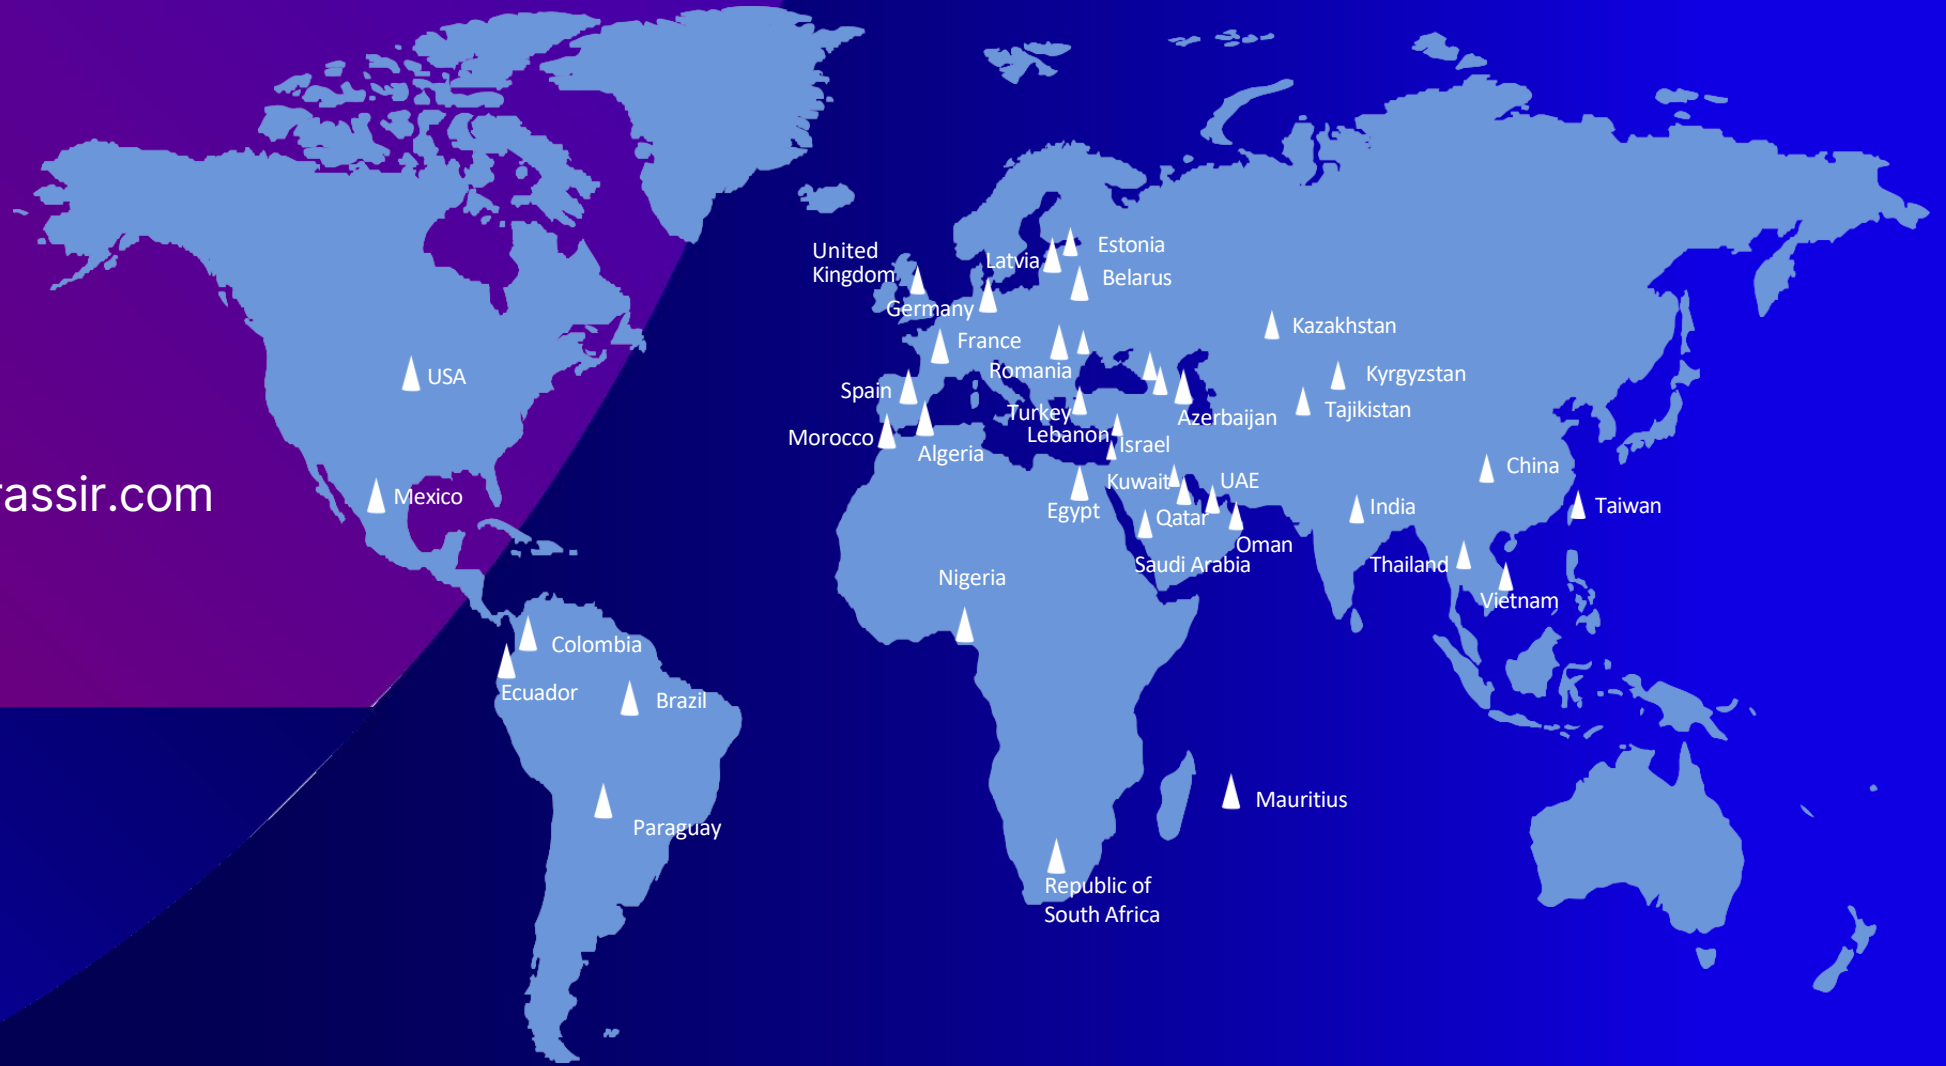 United
Kingdom
Latvia
Estonia
Belarus
Germany
France
Kazakhstan
Romania
USA
Spain
Kyrgyzstan
Turkey
Azerbaijan
Tajikistan
Morocco
Lebanon
Israel
Algeria
China
rassir.com
Mexico
Kuwait
UAE
Egypt
Qatar
India
Taiwan
Oman
Saudi Arabia
Thailand
Nigeria
Vietnam
Colombia
Ecuador
Brazil
Mauritius
Paraguay
Republic of
South Africa